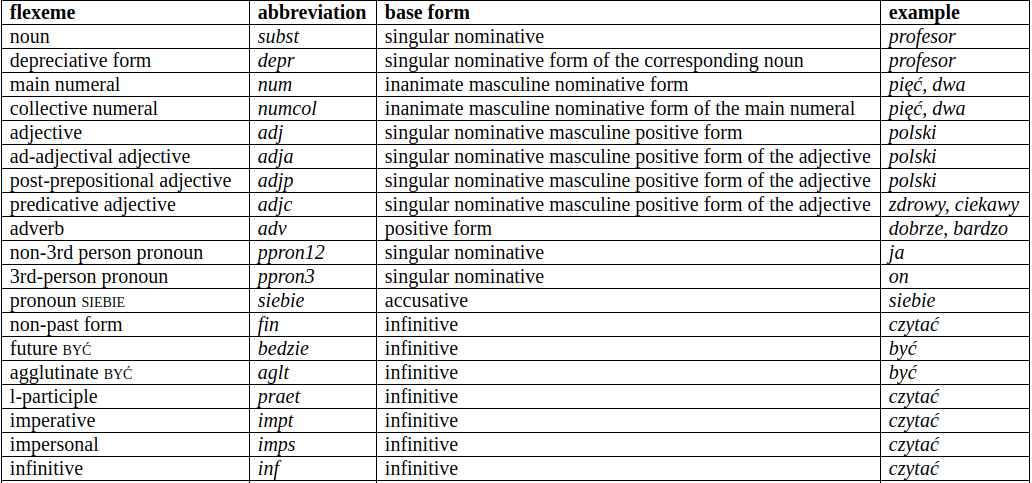 flexeme abbreviation base form example
noun subst singular nominative profesor
depreciative form depr singular nominative form of the corresponding noun profesor
main numeral num inanimate masculine nominative form pięć, dwa
collective numeral numcol inanimate masculine nominative form of the main numeral pięć, dwa
adjective adj singular nominative masculine positive form polski
ad-adjectival adjective adja singular nominative masculine positive form of the adjective polski
post-prepositional adjective adjp singular nominative masculine positive form of the adjective polski
predicative adjective adjc singular nominative masculine positive form of the adjective zdrowy, ciekawy
adverb adv positive form dobrze, bardzo
non-3rd person pronoun ppron12 singular nominative ja
3rd-person pronoun ppron3 singular nominative on
pronoun SIEBIE siebie accusative siebie
non-past form fin infinitive czytać
future BYĆ bedzie infinitive być
agglutinate BYĆ aglt infinitive być
l-participle praet infinitive czytać
imperative impt infinitive czytać
impersonal imps infinitive czytać
infinitive inf infinitive czytać